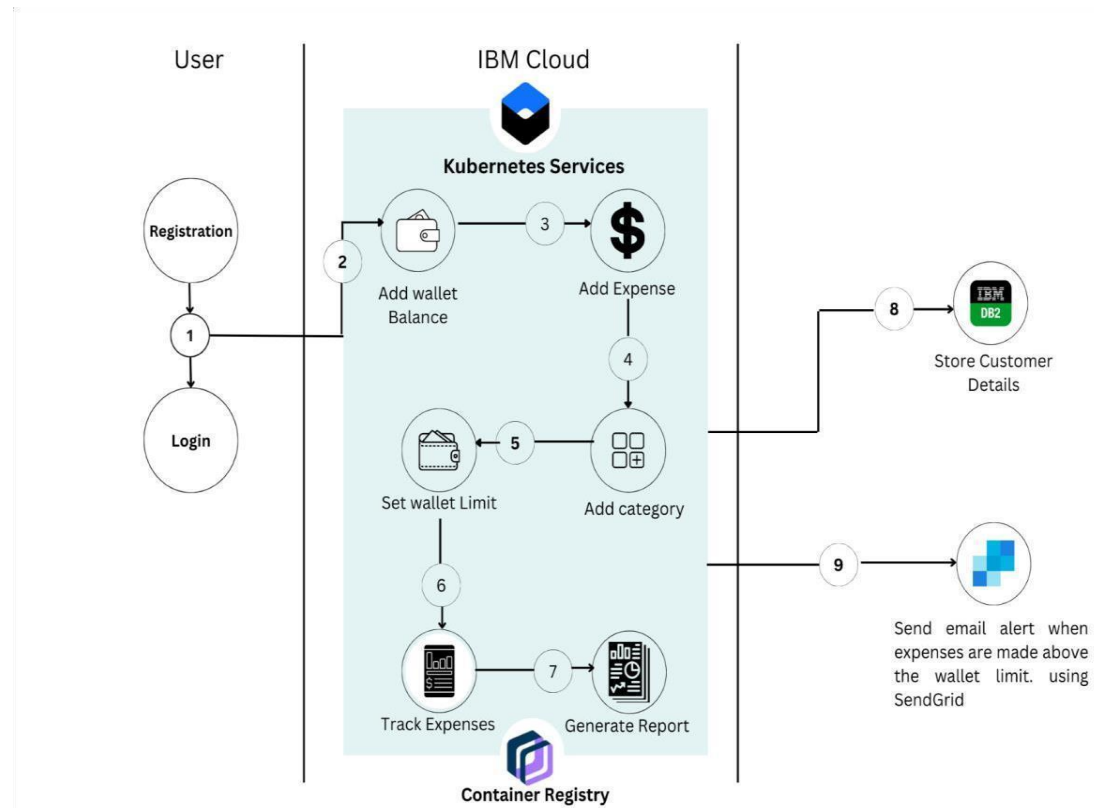 User
IBM Cloud
Kubernetes Services
Registration
1
Login
2
Add wallet
Balance
3
Add Expense
4
Add category
5
Set wallet Limit
6
Track Expenses
7
Generate Report
Container Registry
8
IBM
DB2
Store Customer
Details
9
Send email alert when
expenses are made above
the wallet limit. using
SendGrid